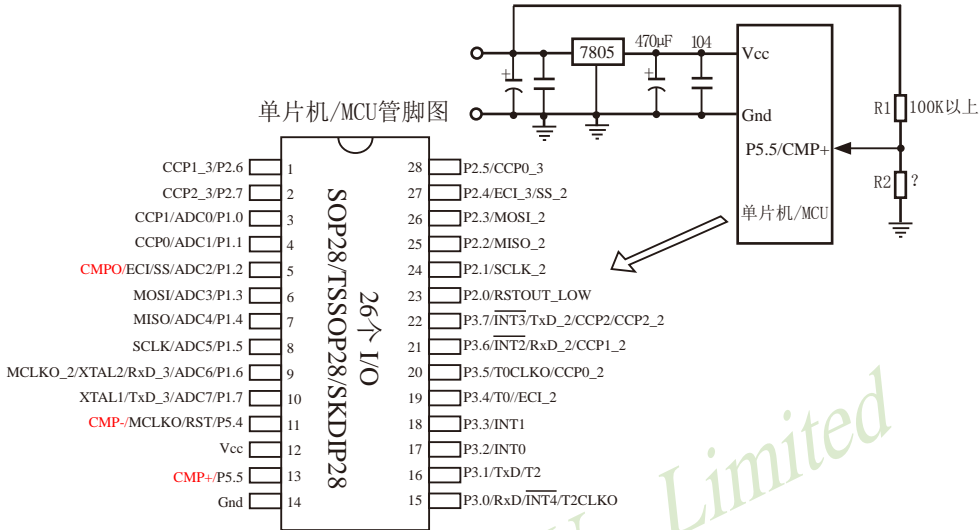 7805
470µF
104
Vcc
Gnd
P5.5/CMP+
单片机/MCU
R1
100K以上
R2
?
单片机/MCU管脚图
SOP28/TSSOP28/SKDIP28
26个 I/O
CCP1_3/P2.6
1
CCP2_3/P2.7
2
CCP1/ADC0/P1.0
3
CCP0/ADC1/P1.1
4
CMPO/ECI/SS/ADC2/P1.2
5
MOSI/ADC3/P1.3
6
MISO/ADC4/P1.4
7
SCLK/ADC5/P1.5
8
MCLKO_2/XTAL2/RxD_3/ADC6/P1.6
9
XTAL1/TxD_3/ADC7/P1.7
10
CMP-/MCLKO/RST/P5.4
11
Vcc
12
CMP+/P5.5
13
Gnd
14
28
P2.5/CCP0_3
27
P2.4/ECI_3/SS_2
26
P2.3/MOSI_2
25
P2.2/MISO_2
24
P2.1/SCLK_2
23
P2.0/RSTOUT_LOW
22
P3.7/INT3/TxD_2/CCP2/CCP2_2
21
P3.6/INT2/RxD_2/CCP1_2
20
P3.5/T0CLKO/CCP0_2
19
P3.4/T0//ECI_2
18
P3.3/INT1
17
P3.2/INT0
16
P3.1/TxD/T2
15
P3.0/RxD/INT4/T2CLKO
Limited